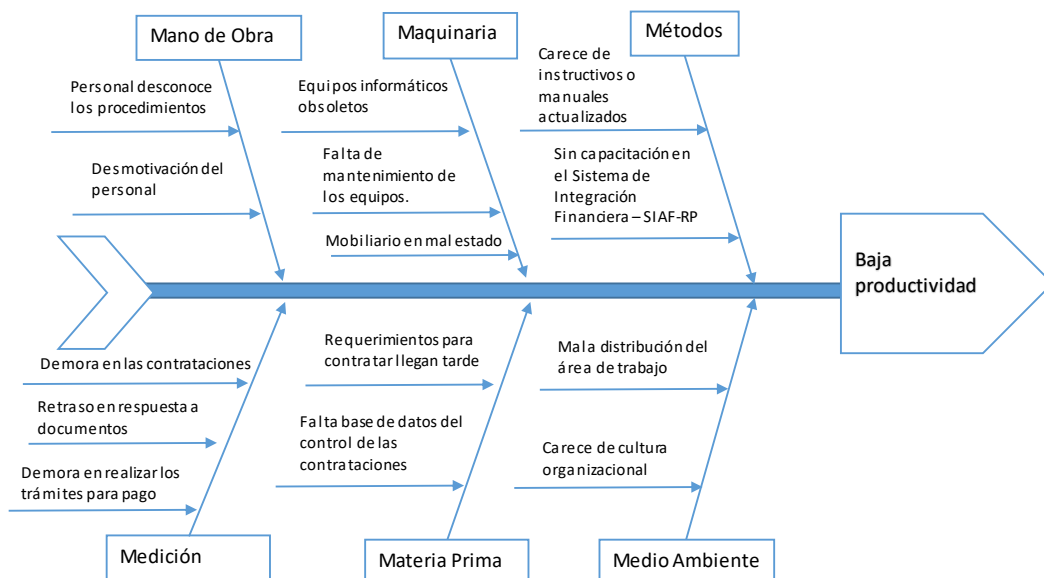 Mano de Obra
Maquinaria
Métodos
Personal desconoce
los procedimientos
Desmotivación del
personal
Equipos informáticos
obsoletos
Falta de
mantenimiento de
los equipos.
Mobiliario en mal estado
Carece de
instructivos o
manuales
actualizados
Sin capacitación en
el Sistema de
Integración
Financiera – SIAF-RP
Baja
productividad
Demora en las contrataciones
Retraso en respuesta a
documentos
Demora en realizar los
trámites para pago
Requerimientos para
contratar llegan tarde
Falta base de datos del
control de las
contrataciones
Mala distribución del
área de trabajo
Carece de cultura
organizacional
Medición
Materia Prima
Medio Ambiente